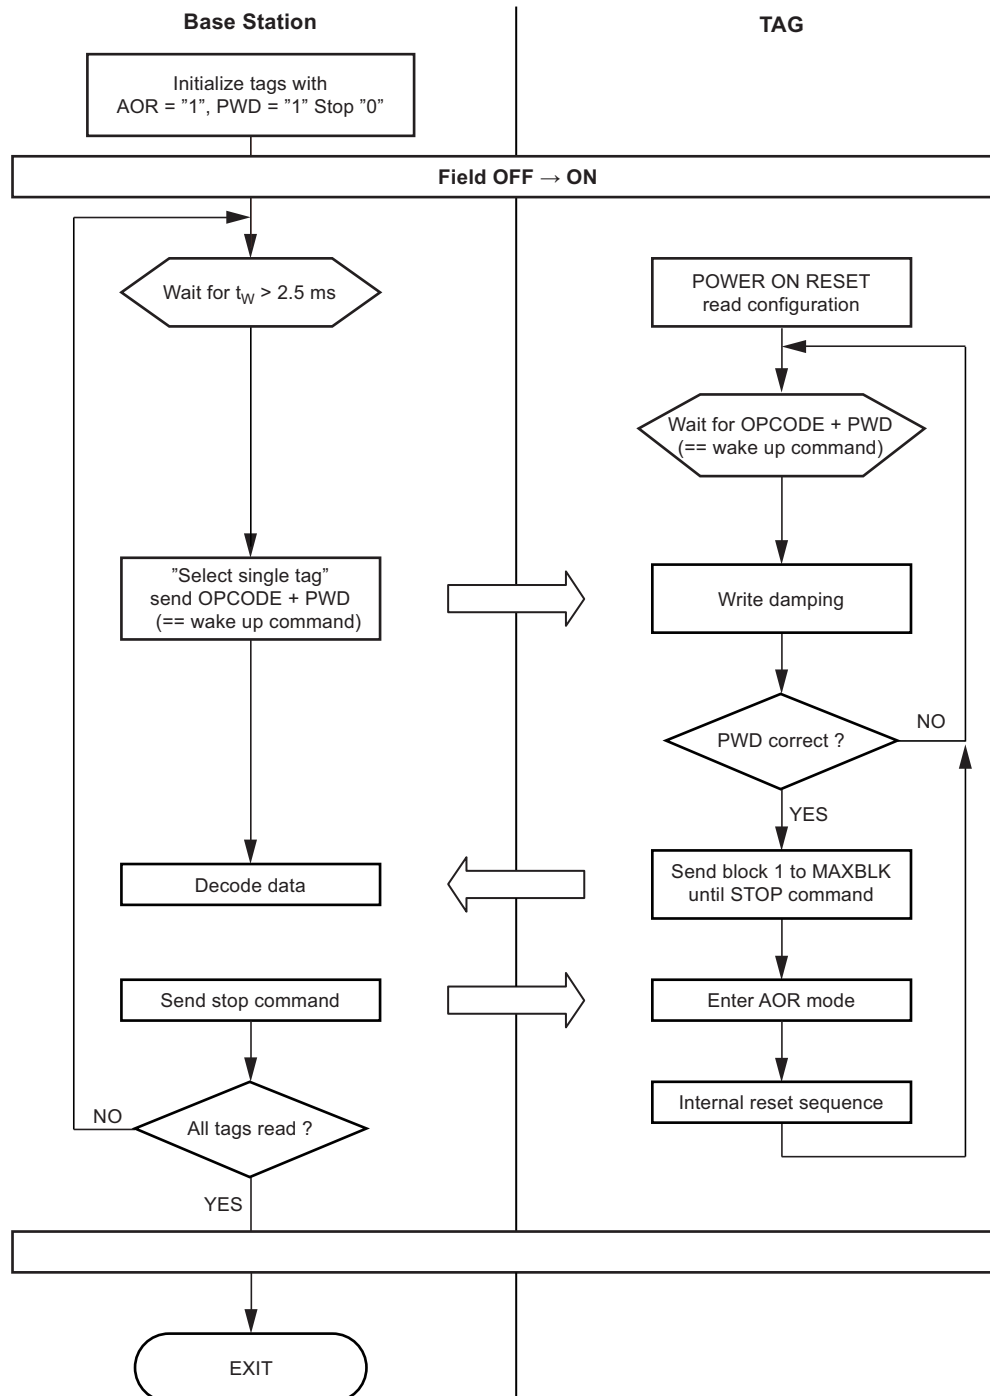 Base Station
TAG
Initialize tags with
AOR = ”1”, PWD = ”1” Stop ”0”
Field OFF → ON
Wait for tW > 2.5 ms
POWER ON RESET
read configuration
Wait for OPCODE + PWD
(== wake up command)
”Select single tag”
send OPCODE + PWD
(== wake up command)
Write damping
PWD correct ?
NO
YES
Send block 1 to MAXBLK
until STOP command
Decode data
Send stop command
Enter AOR mode
Internal reset sequence
All tags read ?
NO
YES
EXIT